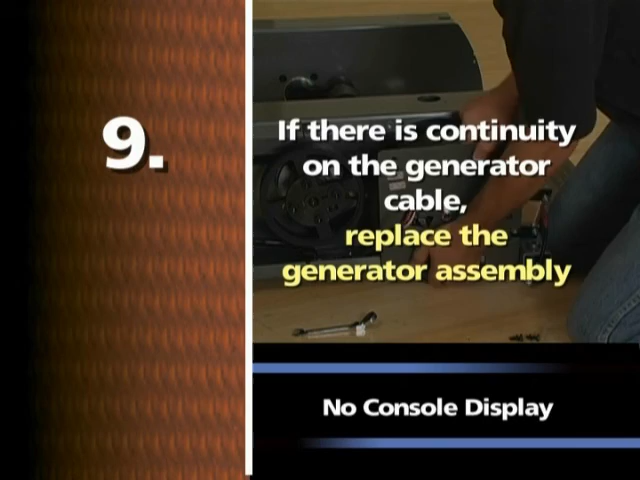 9.
If there is continuity
on the generator
cable,
replace the
generator assembly
No Console Display